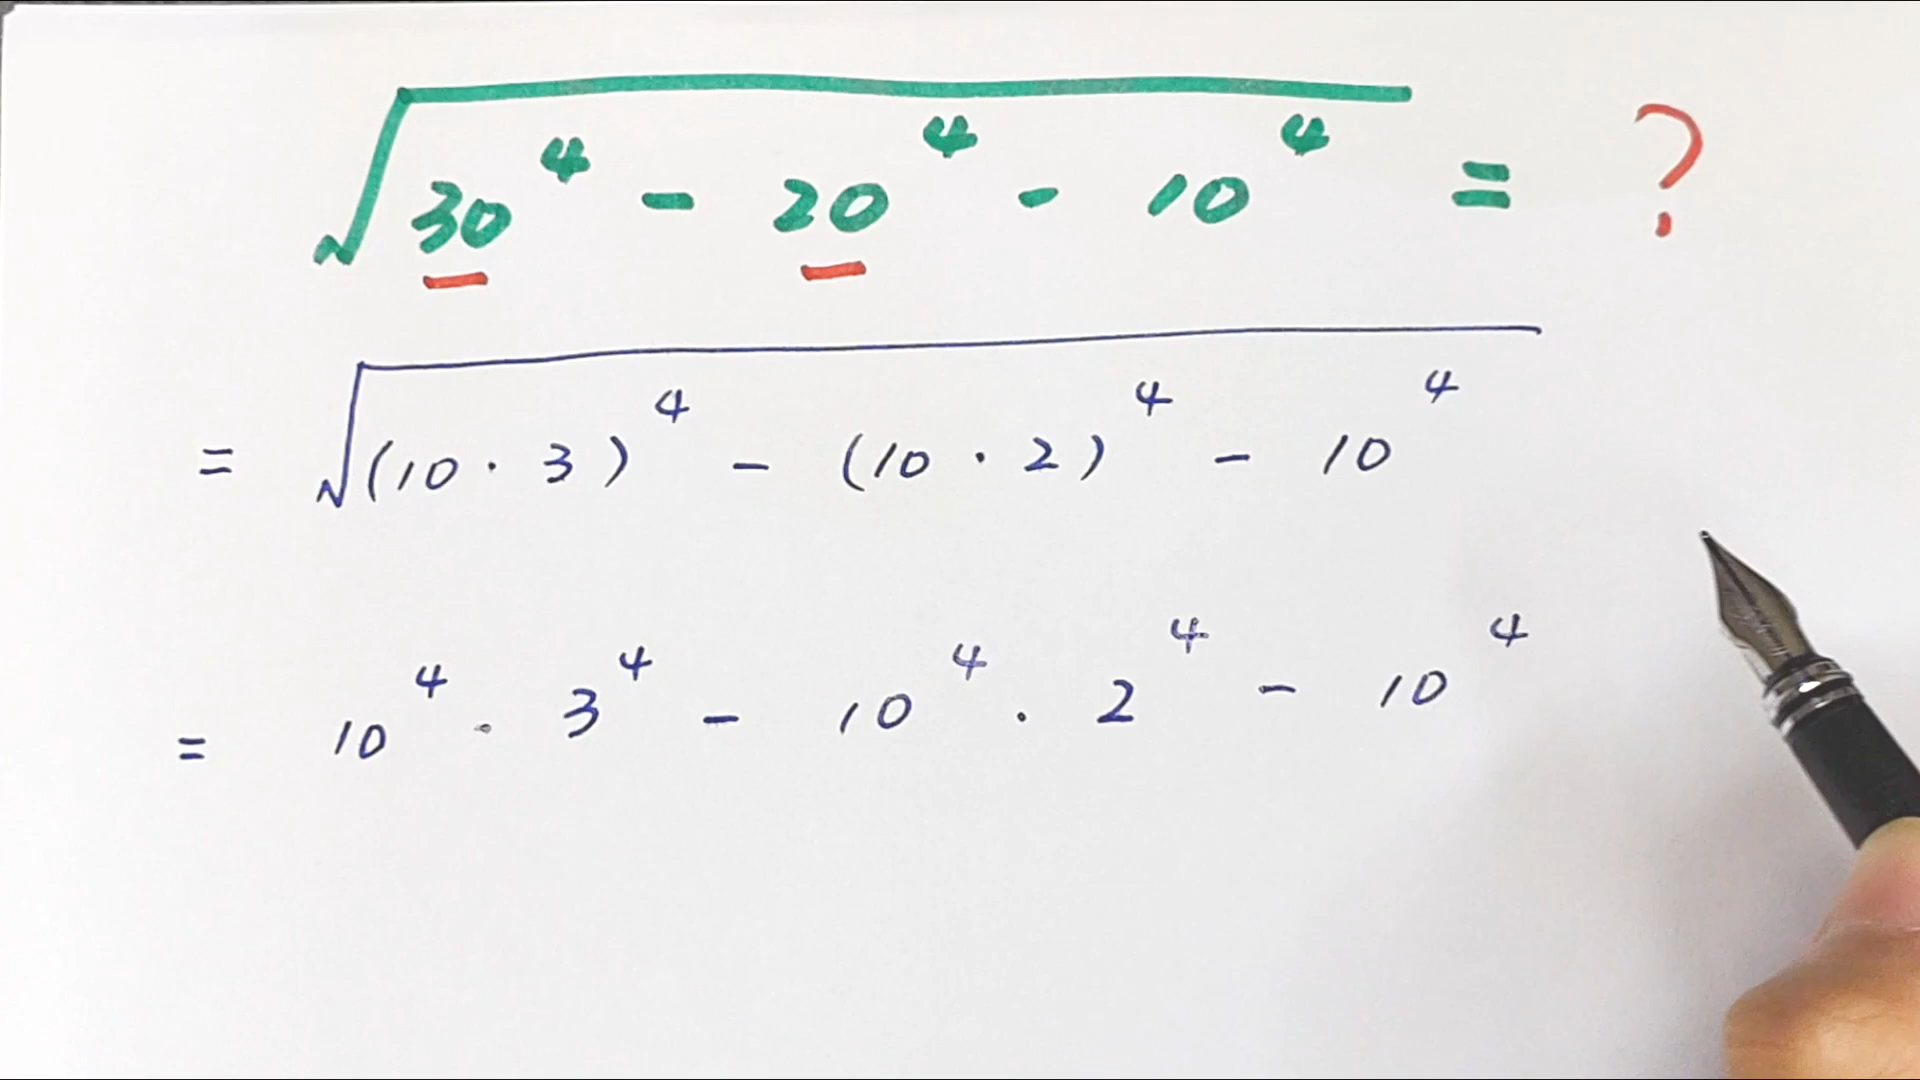 √(30⁴ - 20⁴ - 10⁴) = ?
= √((10 · 3)⁴ - (10 · 2)⁴ - 10⁴)
= 10⁴ · 3⁴ - 10⁴ · 2⁴ - 10⁴